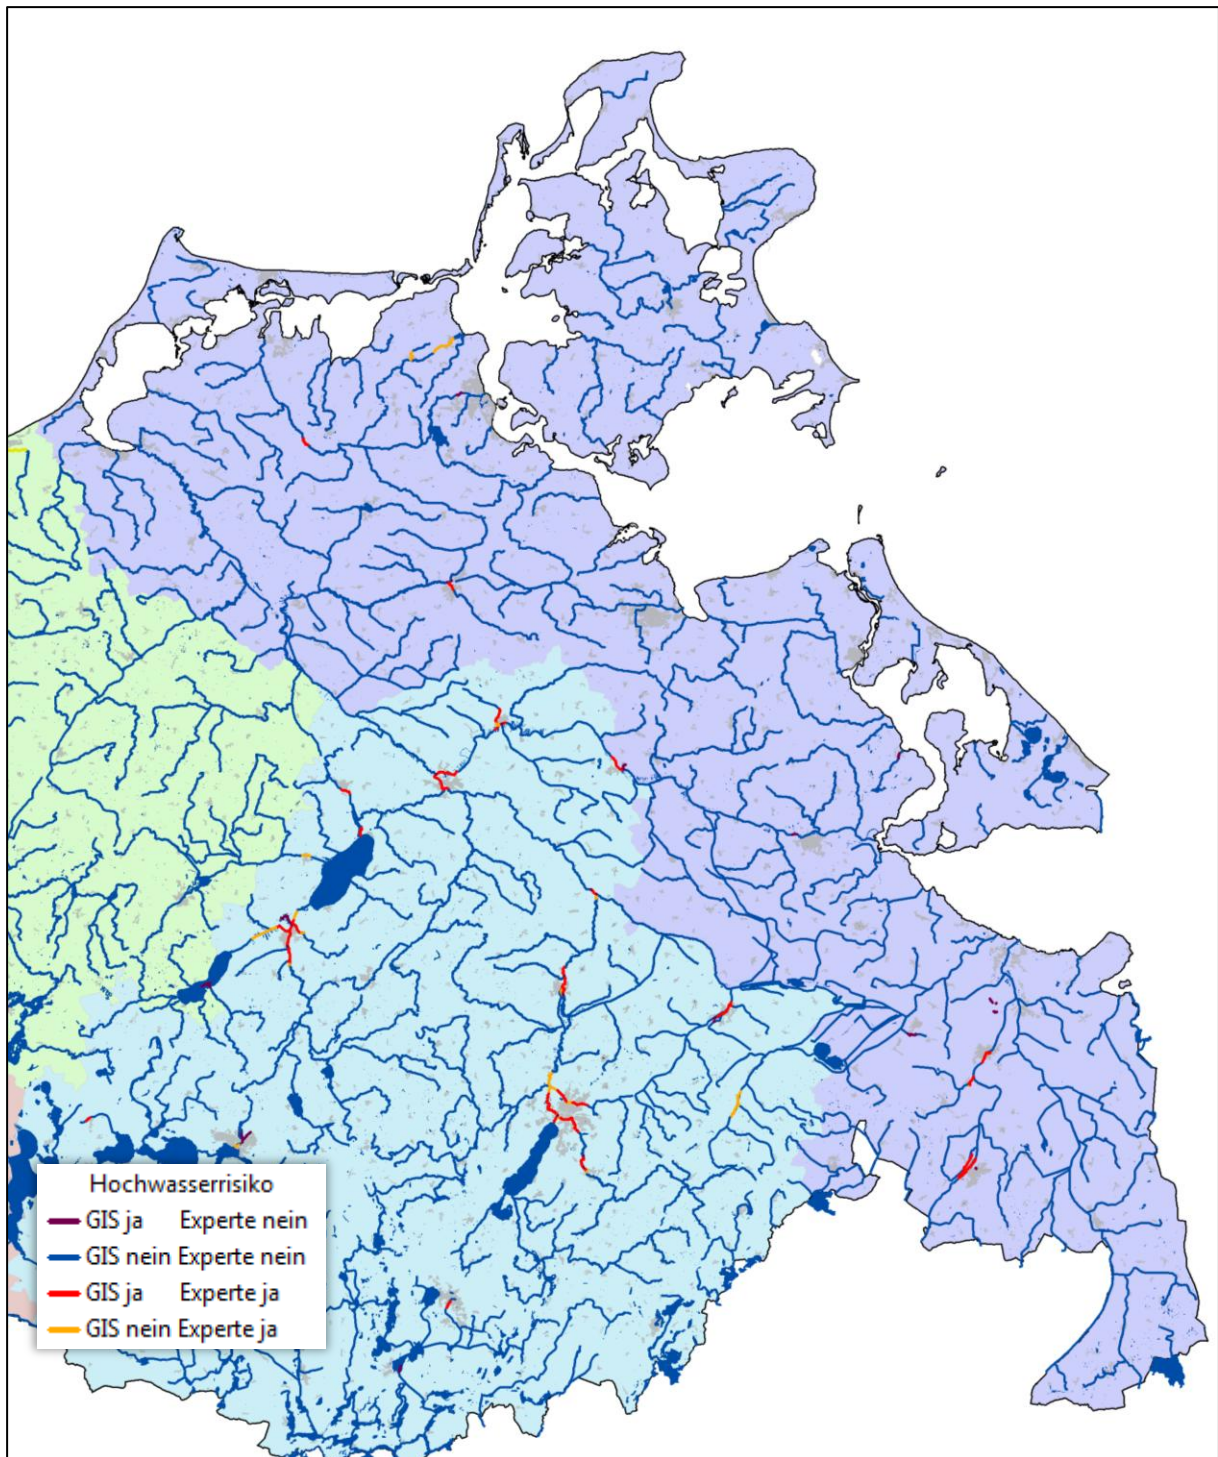 Hochwasserrisiko
GIS ja Experte nein
GIS nein Experte nein
GIS ja Experte ja
GIS nein Experte ja